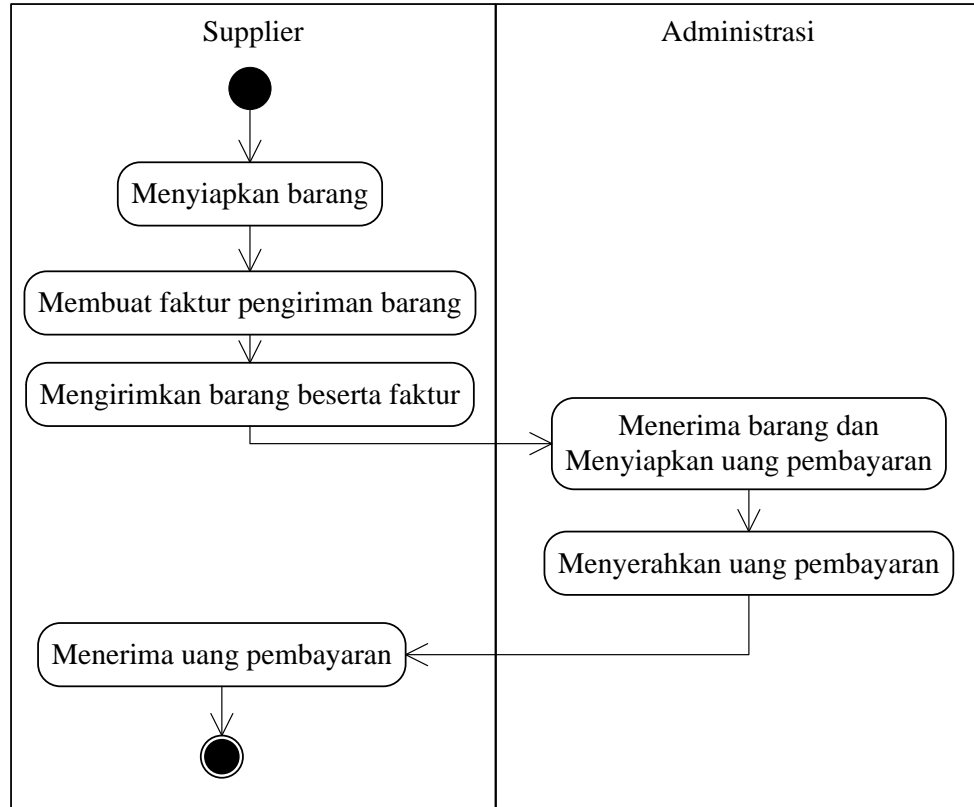 Supplier
Administrasi
Menyiapkan barang
Membuat faktur pengiriman barang
Mengirimkan barang beserta faktur
Menerima barang dan
Menyiapkan uang pembayaran
Menyerahkan uang pembayaran
Menerima uang pembayaran